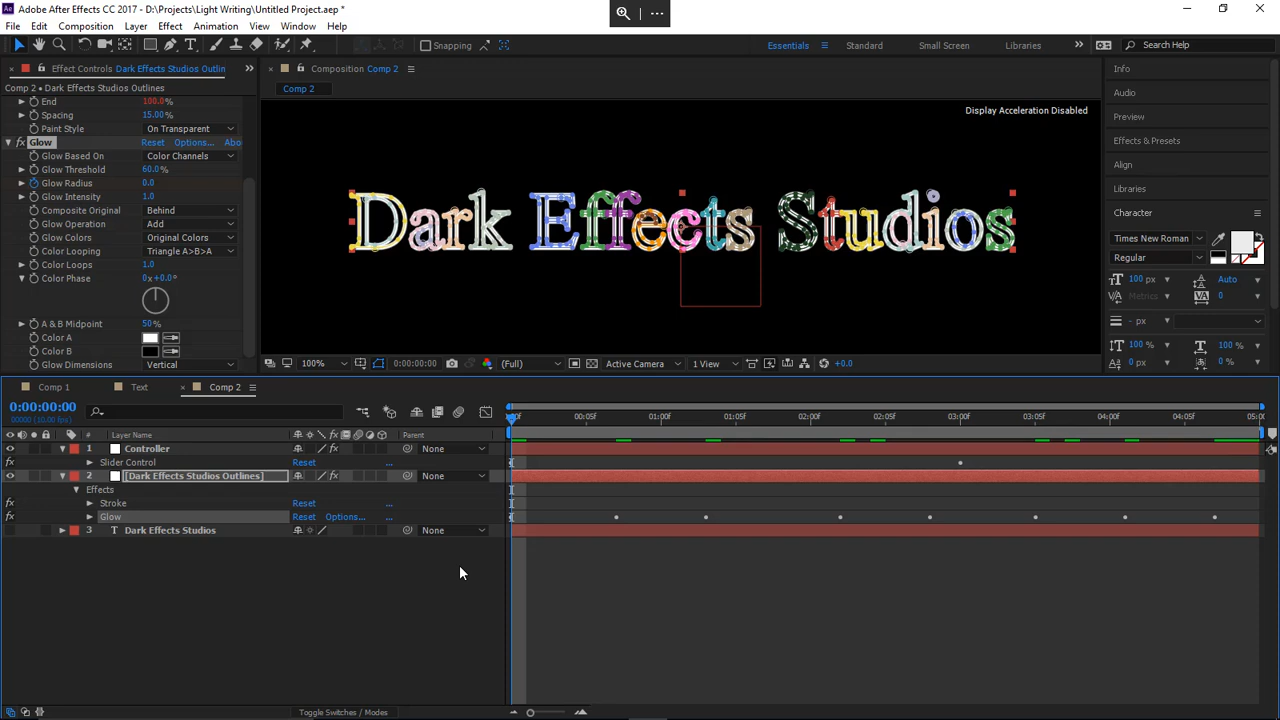 Adobe After Effects CC 2017 - D:\Projects\Light Writing\Untitled Project.aep *
File Edit Composition Layer Effect Animation View Window Help
Snapping Essentials Standard Small Screen Libraries Search Help
Effect Controls Dark Effects Studios Outlin
Composition Comp 2
Info
Comp 2 • Dark Effects Studios Outlines
Comp 2
Audio
End 100.0%
Display Acceleration Disabled
Spacing 15.00%
Preview
Paint Style On Transparent
Glow Reset Options... Abo
Effects & Presets
Glow Based On Color Channels
Align
Glow Threshold 60.0%
Glow Radius 0.0
Libraries
Glow Intensity 1.0
Composite Original Behind
Character
Glow Operation Add
Glow Colors Original Colors
Times New Roman
Color Looping Triangle A>B>A
Regular
Color Loops 1.0
Color Phase 0x+0.0°
100 px Auto
Metrics 0
- px
A & B Midpoint 50%
Color A
100 % 100 %
Color B
0 px 0 %
Glow Dimensions Vertical
Dark Effects Studios
100% 0:00:00:00 (Full) Active Camera 1 View +0.0
Comp 1 Text Comp 2
0:00:00:00
00000 (10.00 fps)
00:05f 01:00f 01:05f 02:00f 02:05f 03:00f 03:05f 04:00f 04:05f 05:00
# Layer Name Parent
1 Controller None
Slider Control Reset ...
2 [Dark Effects Studios Outlines] None
Effects
Stroke Reset ...
Glow Reset Options... ...
3 T Dark Effects Studios None
Toggle Switches / Modes